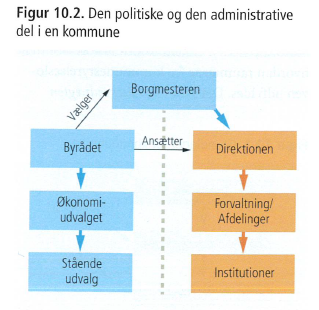 Figur 10.2. Den politiske og den administrative
del i en kommune
Borgmesteren
Vælger
Byrådet
Ansætter
Direktionen
Økonomi-
udvalget
Forvaltning/
Afdelinger
Stående
udvalg
Institutioner